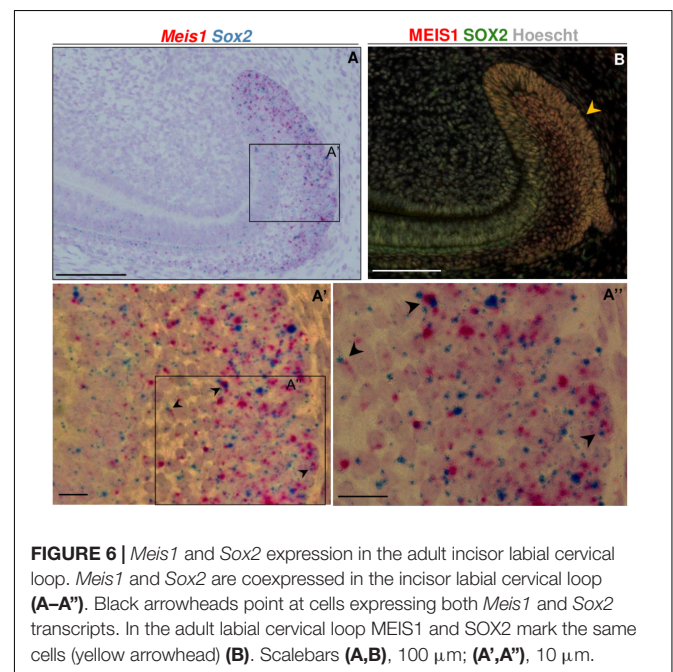 Meis1 Sox2
MEIS1 SOX2 Hoescht
A
B
A'
A'
A''
A''
FIGURE 6 | Meis1 and Sox2 expression in the adult incisor labial cervical
loop. Meis1 and Sox2 are coexpressed in the incisor labial cervical loop
(A–A”). Black arrowheads point at cells expressing both Meis1 and Sox2
transcripts. In the adult labial cervical loop MEIS1 and SOX2 mark the same
cells (yellow arrowhead) (B). Scalebars (A,B), 100 μm; (A’,A”), 10 μm.